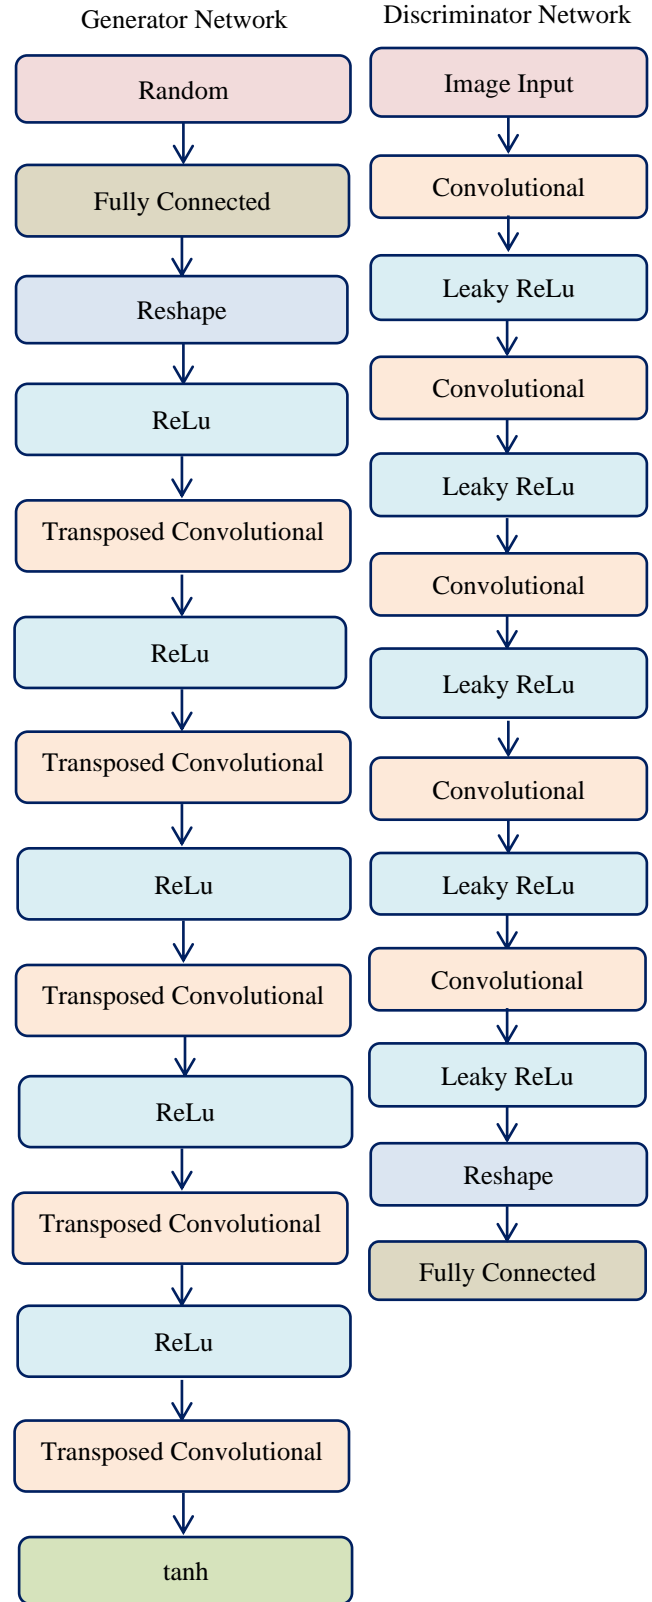 Generator Network
Random
Fully Connected
Reshape
ReLu
Transposed Convolutional
ReLu
Transposed Convolutional
ReLu
Transposed Convolutional
ReLu
Transposed Convolutional
ReLu
Transposed Convolutional
tanh
Discriminator Network
Image Input
Convolutional
Leaky ReLu
Convolutional
Leaky ReLu
Convolutional
Leaky ReLu
Convolutional
Leaky ReLu
Convolutional
Leaky ReLu
Reshape
Fully Connected